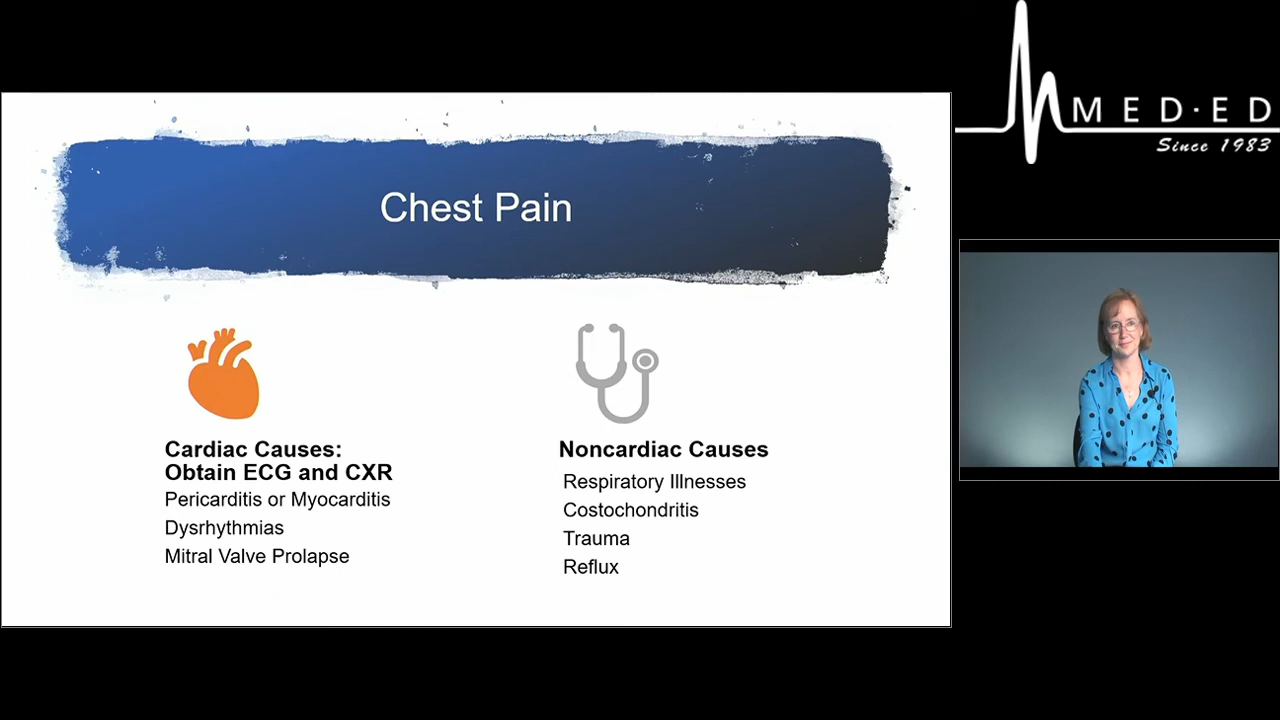 Chest Pain
Cardiac Causes:
Obtain ECG and CXR
Pericarditis or Myocarditis
Dysrhythmias
Mitral Valve Prolapse
Noncardiac Causes
Respiratory Illnesses
Costochondritis
Trauma
Reflux
MED·ED
Since 1983